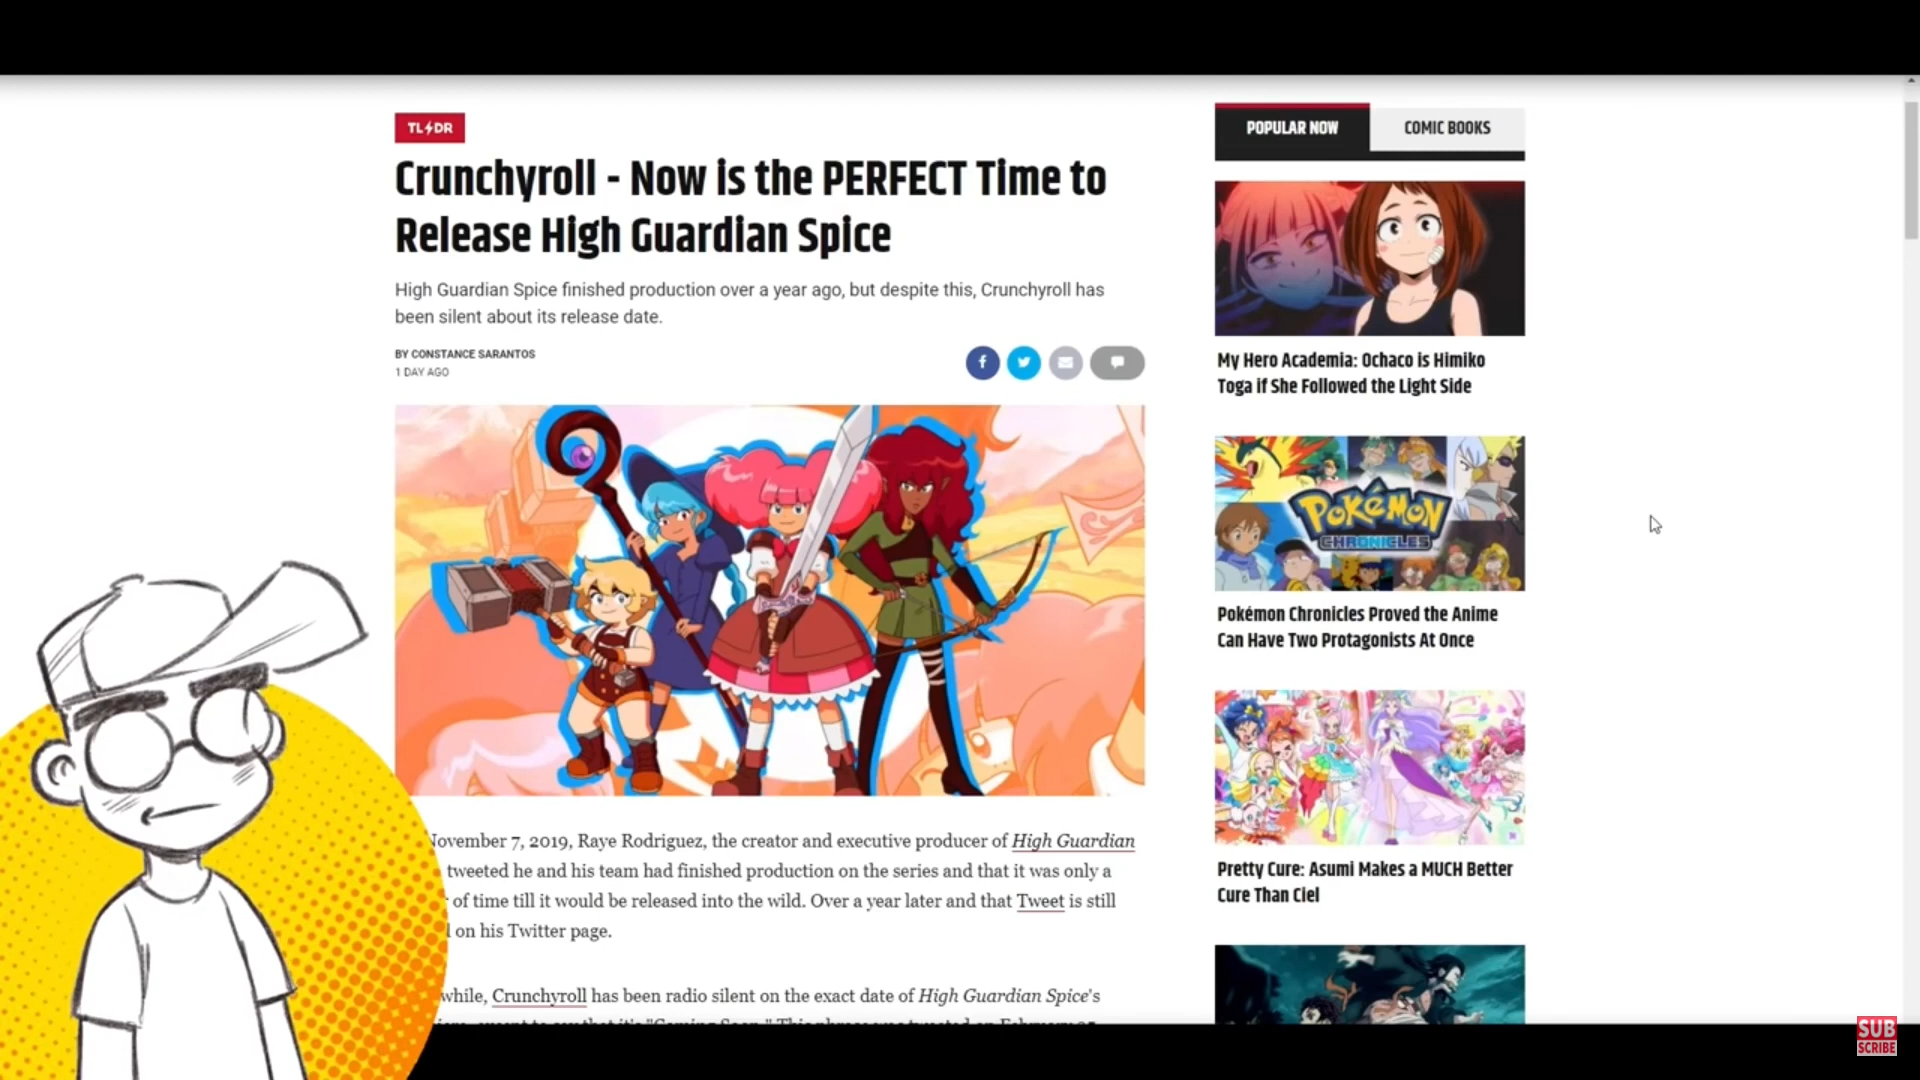 TL DR
Crunchyroll - Now is the PERFECT Time to
Release High Guardian Spice
High Guardian Spice finished production over a year ago, but despite this, Crunchyroll has
been silent about its release date.
BY CONSTANCE SARANTOS
1 DAY AGO
November 7, 2019, Raye Rodriguez, the creator and executive producer of High Guardian
tweeted he and his team had finished production on the series and that it was only a
of time till it would be released into the wild. Over a year later and that Tweet is still
on his Twitter page.
while, Crunchyroll has been radio silent on the exact date of High Guardian Spice's
POPULAR NOW
COMIC BOOKS
My Hero Academia: Ochaco is Himiko
Toga if She Followed the Light Side
POKéMON
CHRONICLES
Pokémon Chronicles Proved the Anime
Can Have Two Protagonists At Once
Pretty Cure: Asumi Makes a MUCH Better
Cure Than Ciel
SUB
SCRIBE